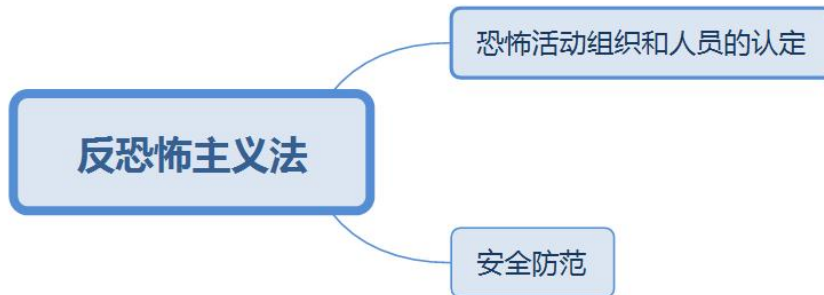 恐怖活动组织和人员的认定
反恐怖主义法
安全防范